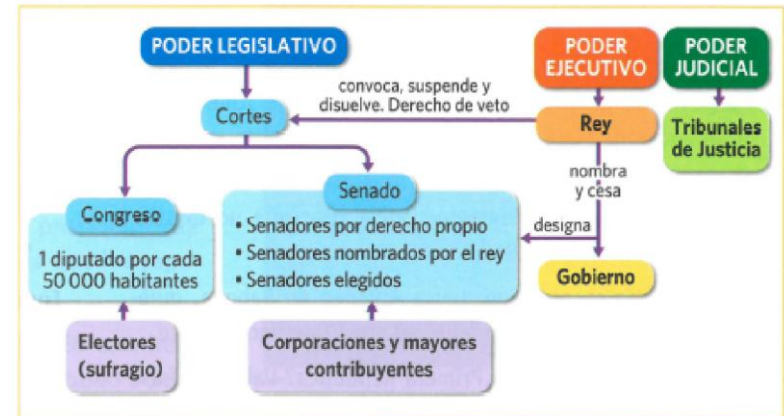 PODER LEGISLATIVO
PODER
EJECUTIVO
PODER
JUDICIAL
convoca, suspende y
disuelve. Derecho de veto
Cortes
Rey
Tribunales
de Justicia
nombra
y cesa
Senado
• Senadores por derecho propio
• Senadores nombrados por el rey
• Senadores elegidos
Congreso
1 diputado por cada
50 000 habitantes
designa
Gobierno
Electores
(sufragio)
Corporaciones y mayores
contribuyentes